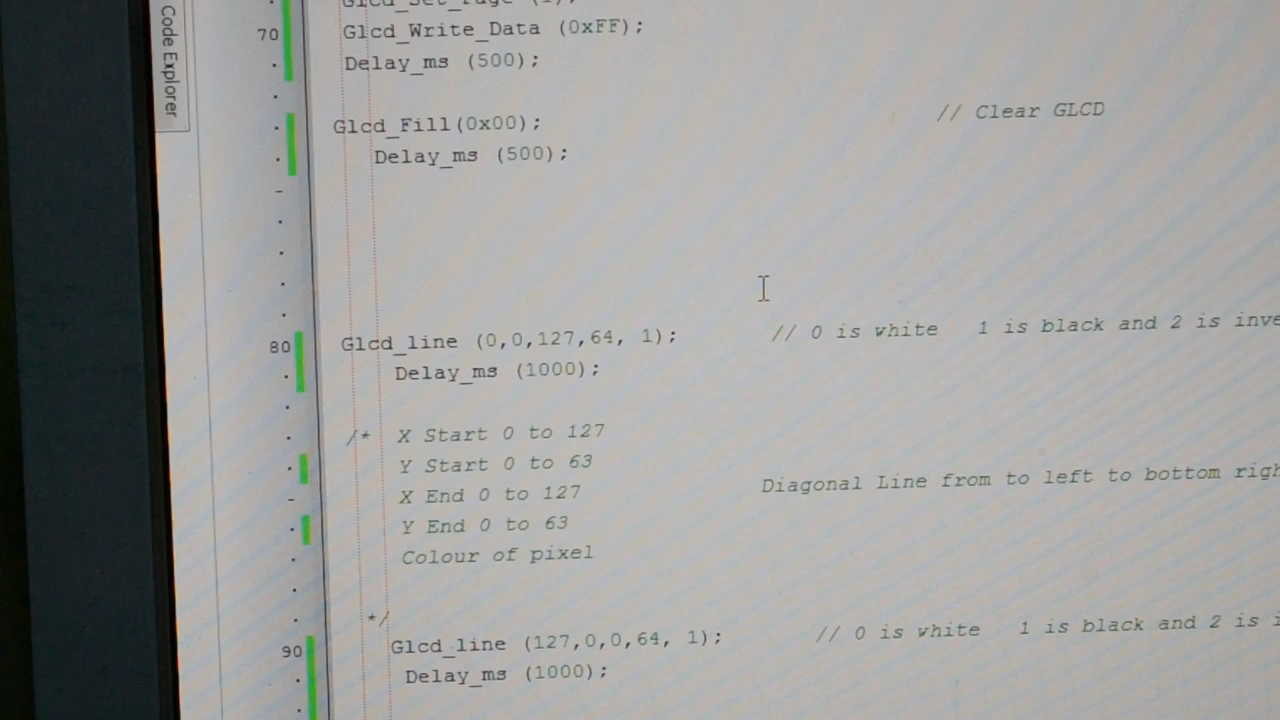 Code Explorer
70 Glcd_Write_Data (0xFF);
Delay_ms (500);
Glcd_Fill(0x00); // Clear GLCD
Delay_ms (500);
80 Glcd_line (0,0,127,64, 1); // 0 is white 1 is black and 2 is inve
Delay_ms (1000);
/* X Start 0 to 127
Y Start 0 to 63
X End 0 to 127 Diagonal Line from to left to bottom righ
Y End 0 to 63
Colour of pixel
*/
90 Glcd_line (127,0,0,64, 1); // 0 is white 1 is black and 2 is i
Delay_ms (1000);